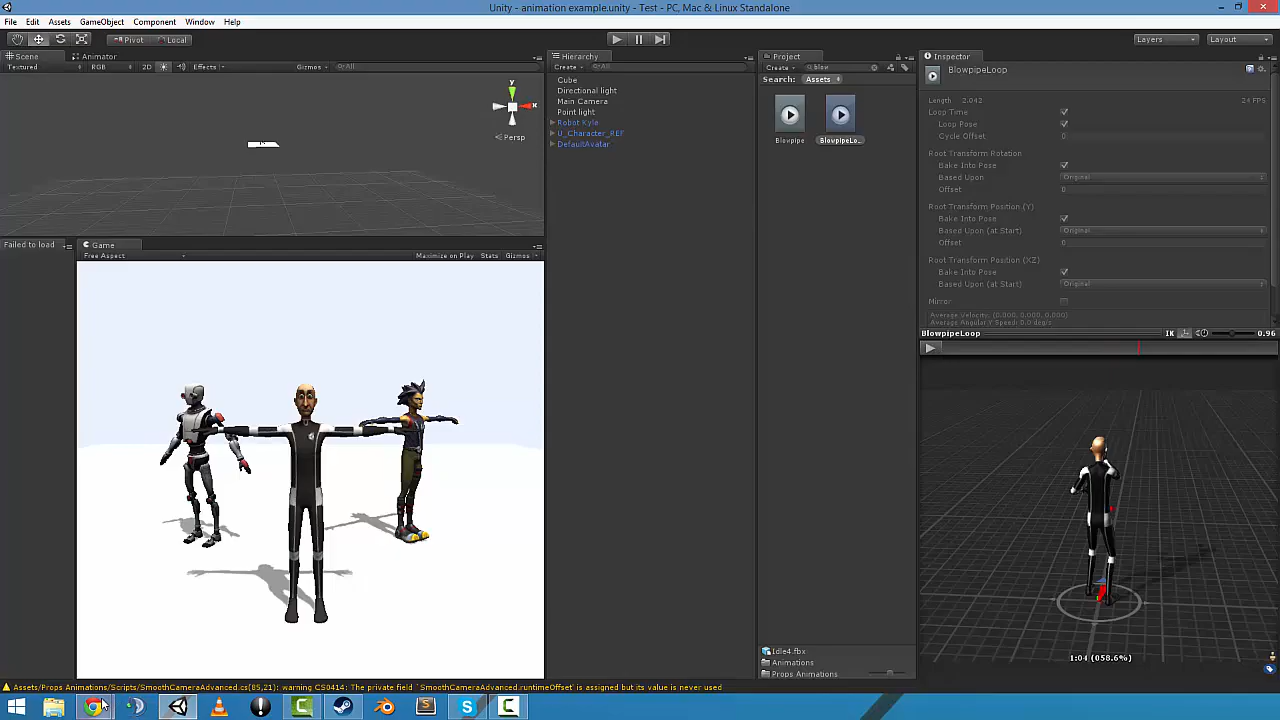 Unity - animation example.unity - Test - PC, Mac & Linux Standalone
File Edit Assets GameObject Component Window Help
Pivot Local Layers Layout
Scene Animator
Textured RGB 2D Effects Gizmos All
y x
Persp
Failed to load
Game
Free Aspect Maximize on Play Stats Gizmos
Hierarchy
Create All
Cube
Directional light
Main Camera
Point light
Robot Kyle
U_Character_REF
DefaultAvatar
Project
Create blow
Search: Assets
Blowpipe BlowpipeLo...
Idle4.fbx
Animations
Props Animations
Inspector
BlowpipeLoop
Length 2.042 24 FPS
Loop Time
Loop Pose
Cycle Offset 0
Root Transform Rotation
Bake Into Pose
Based Upon Original
Offset 0
Root Transform Position (Y)
Bake Into Pose
Based Upon (at Start) Original
Offset 0
Root Transform Position (XZ)
Bake Into Pose
Based Upon (at Start) Original
Mirror
Average Velocity: (0.000, 0.000, 0.000)
Average Angular Y Speed: 0.0 deg/s
BlowpipeLoop IK 0.96
1:04 (058.6%)
Assets/Props Animations/Scripts/SmoothCameraAdvanced.cs(85,21): warning CS0414: The private field `SmoothCameraAdvanced.runtimeOffset' is assigned but its value is never used